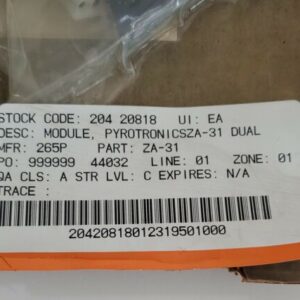 STOCK CODE: 204 20818 UI: EA
DESC: MODULE, PYROTRONICSZA-31 DUAL
MFR: 265P PART: ZA-31
PO: 999999 44032 LINE: 01 ZONE: 01
QA CLS: A STR LVL: C EXPIRES: N/A
TRACE :
20420818012319501000